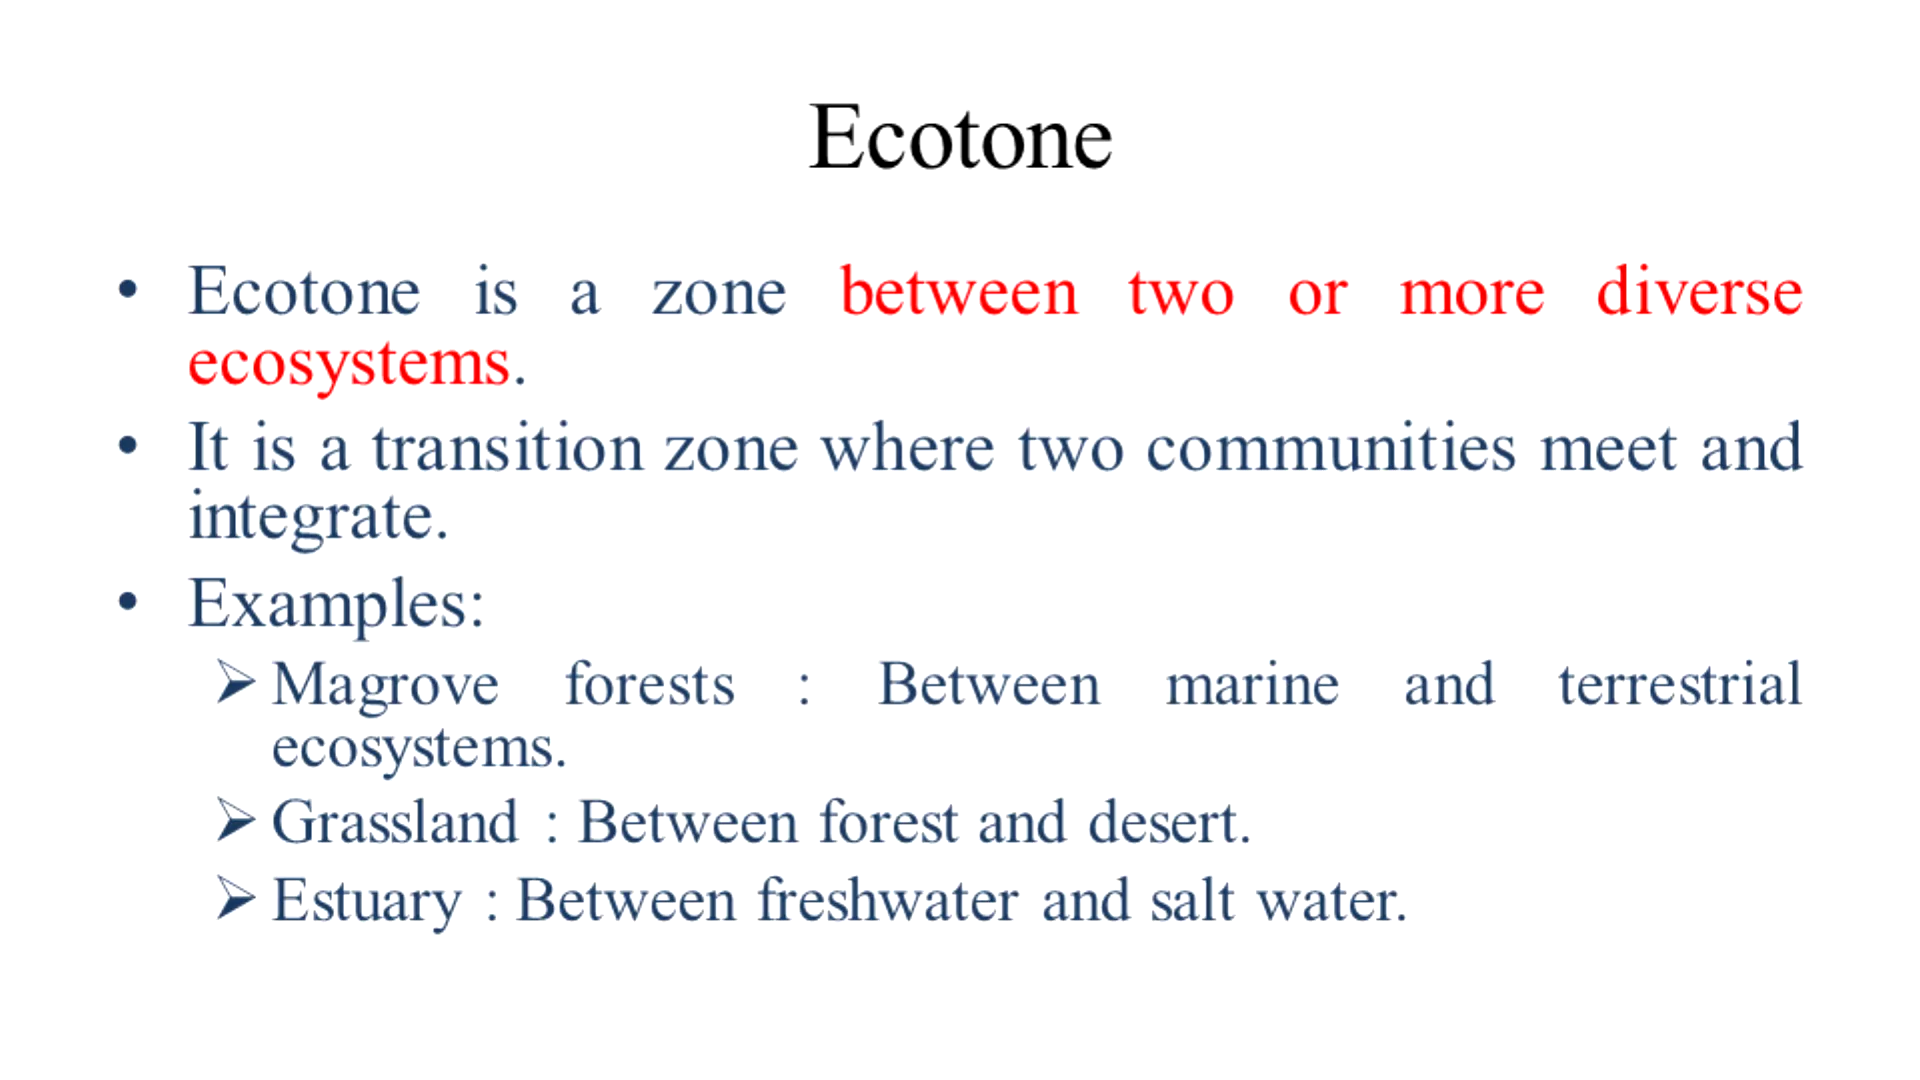 Ecotone
• Ecotone is a zone between two or more diverse
ecosystems.
• It is a transition zone where two communities meet and
integrate.
• Examples:
➢ Magrove forests : Between marine and terrestrial
ecosystems.
➢ Grassland : Between forest and desert.
➢ Estuary : Between freshwater and salt water.